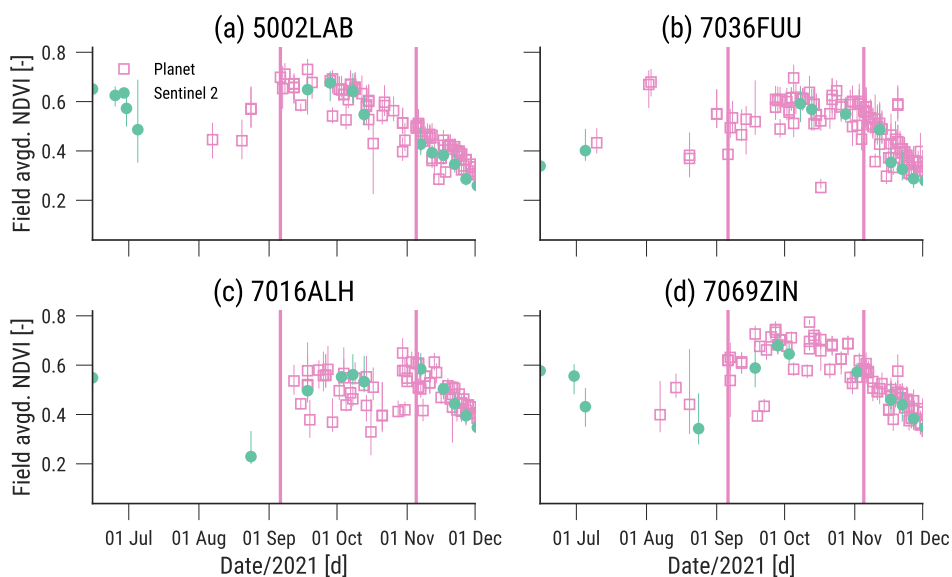 (a) 5002LAB
(b) 7036FUU
Field avgd. NDVI [-]
0.8
0.6
0.4
0.2
Planet
Sentinel 2
(c) 7016ALH
(d) 7069ZIN
Field avgd. NDVI [-]
0.8
0.6
0.4
0.2
01 Jul 01 Aug 01 Sep 01 Oct 01 Nov 01 Dec
01 Jul 01 Aug 01 Sep 01 Oct 01 Nov 01 Dec
Date/2021 [d]
Date/2021 [d]